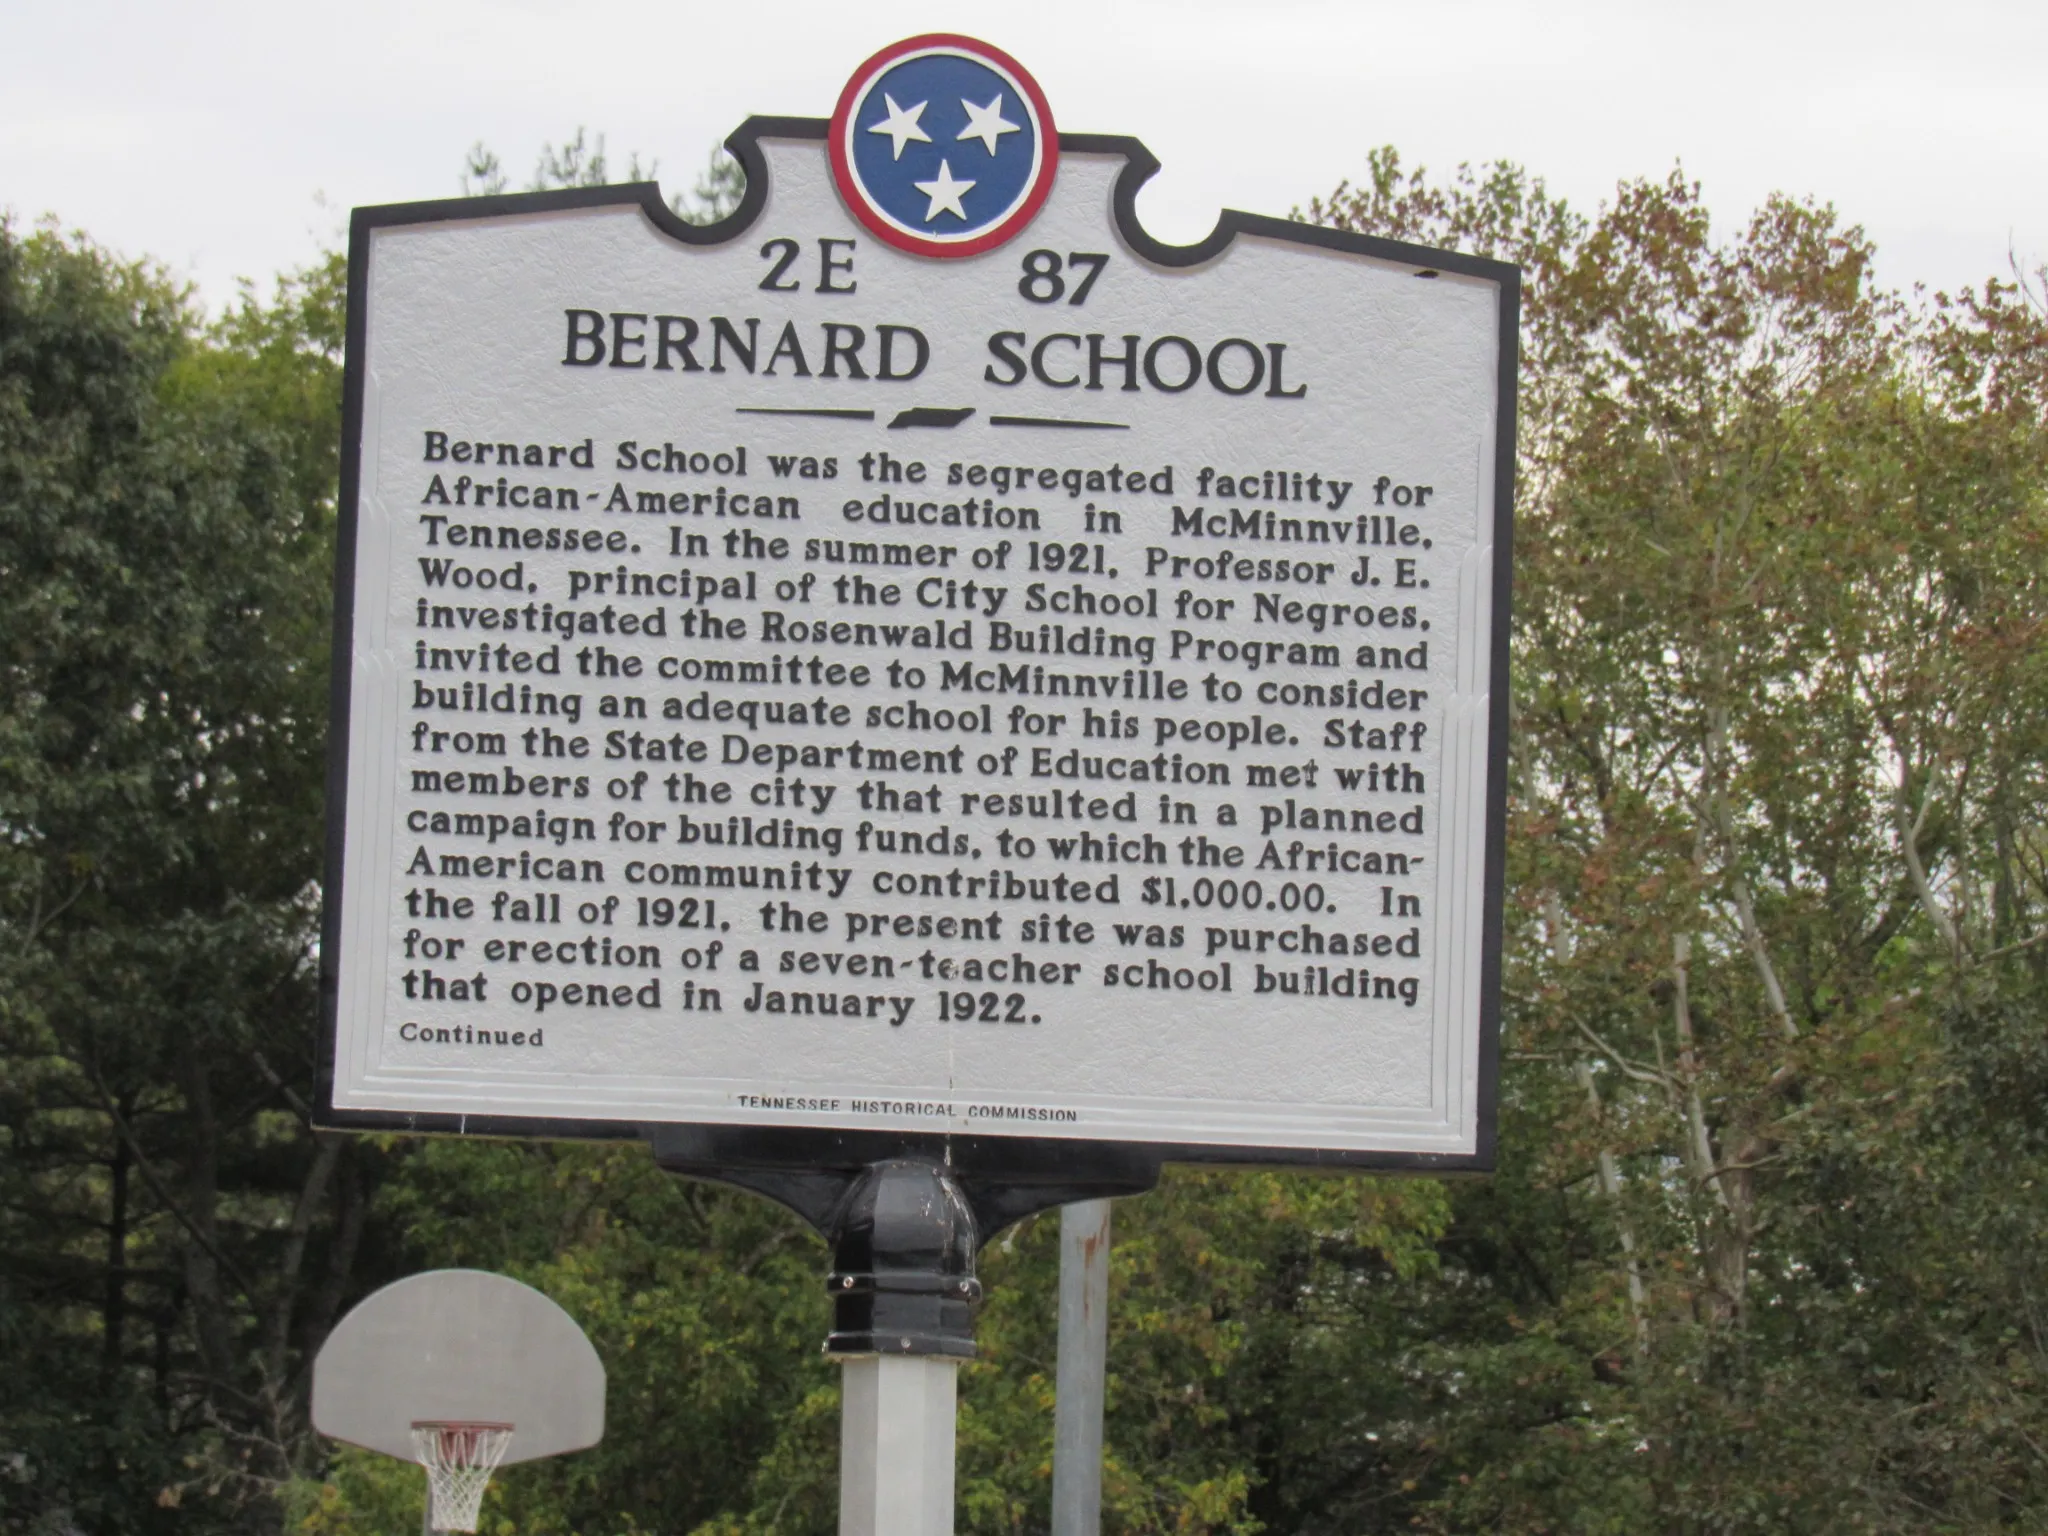 2E 87
BERNARD SCHOOL
Bernard School was the segregated facility for
African-American education in McMinnville,
Tennessee. In the summer of 1921, Professor J. E.
Wood, principal of the City School for Negroes,
investigated the Rosenwald Building Program and
invited the committee to McMinnville to consider
building an adequate school for his people. Staff
from the State Department of Education met with
members of the city that resulted in a planned
campaign for building funds, to which the African-
American community contributed $1,000.00. In
the fall of 1921, the present site was purchased
for erection of a seven-teacher school building
that opened in January 1922.
Continued
TENNESSEE HISTORICAL COMMISSION